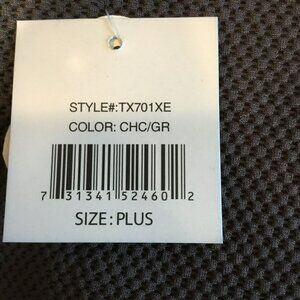 STYLE#:TX701XE
COLOR: CHC/GR
7 31341 52460 2
SIZE: PLUS